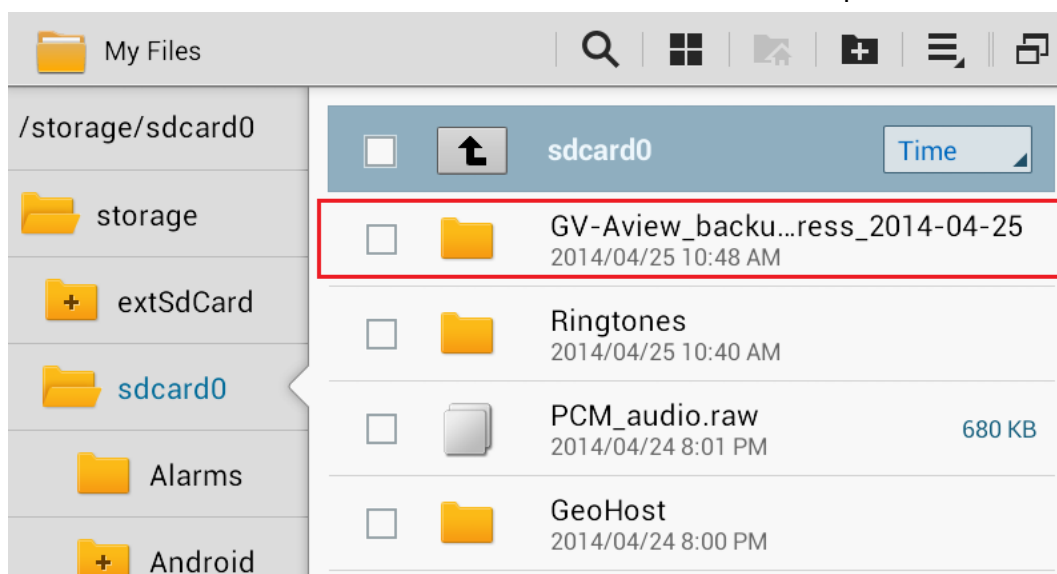 My Files
/storage/sdcard0
storage
extSdCard
sdcard0
Alarms
Android
sdcard0
Time
GV-Aview_backu...ress_2014-04-25
2014/04/25 10:48 AM
Ringtones
2014/04/25 10:40 AM
PCM_audio.raw
2014/04/24 8:01 PM
680 KB
GeoHost
2014/04/24 8:00 PM